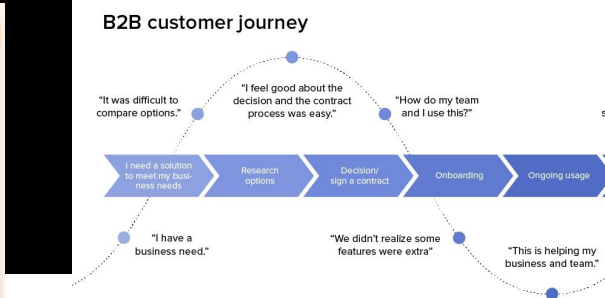 B2B customer journey
"I feel good about the
decision and the contract
process was easy."
"It was difficult to
compare options."
"How do my team
and I use this?"
I need a solution
to meet my busi-
ness needs
Research
options
Decision/
sign a contract
Onboarding
Ongoing usage
"I have a
business need."
"We didn't realize some
features were extra"
"This is helping my
business and team."